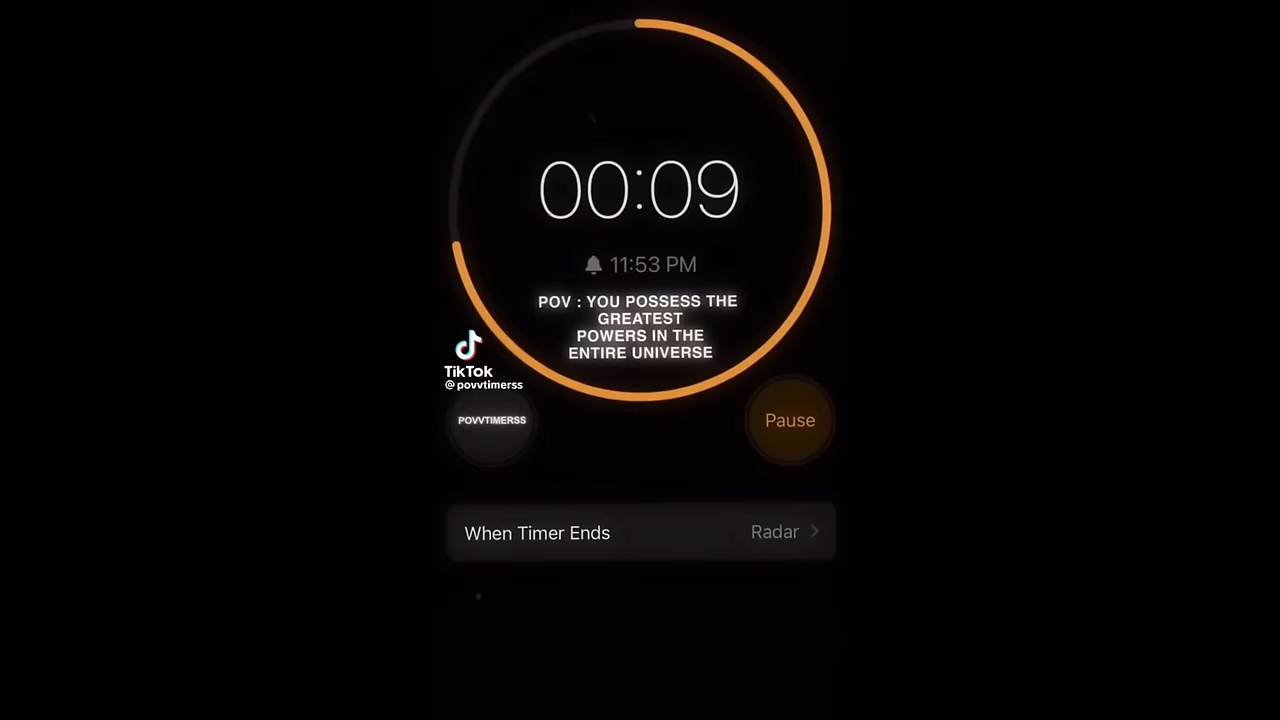 00:09
11:53 PM
POV : YOU POSSESS THE
GREATEST
POWERS IN THE
ENTIRE UNIVERSE
TikTok
@povvtimerss
POVVTIMERSS
Pause
When Timer Ends
Radar